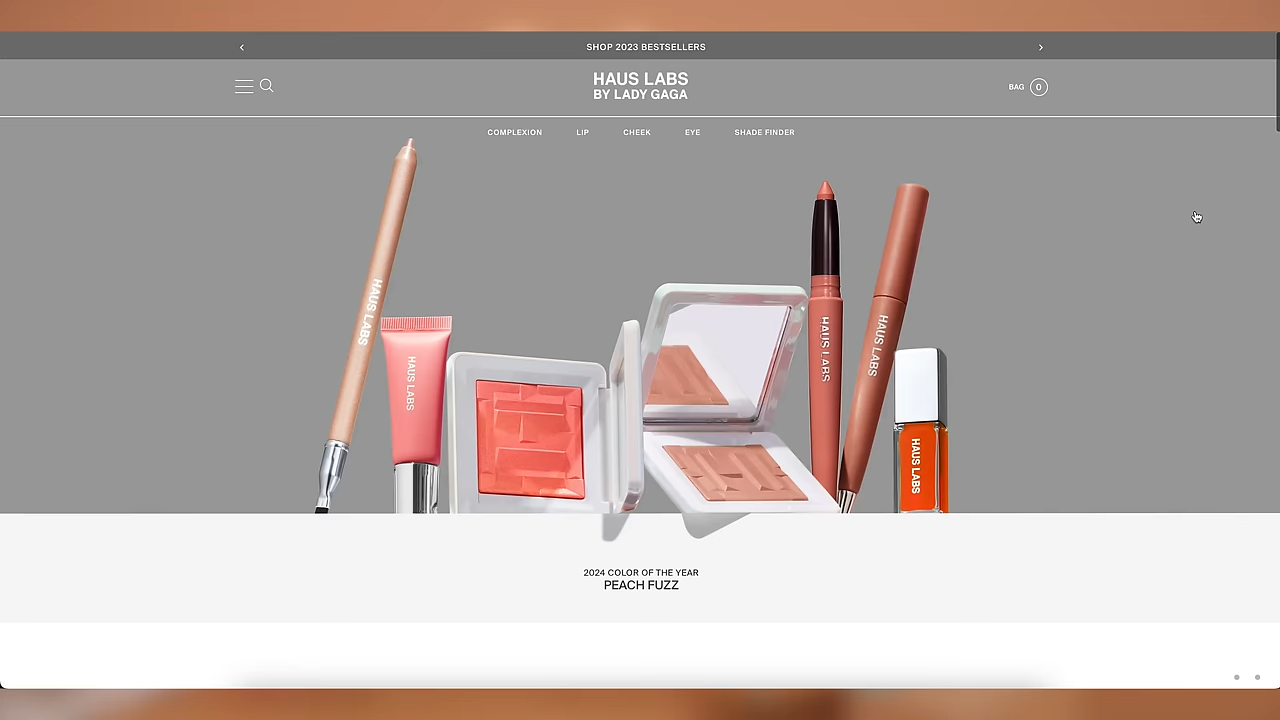 SHOP 2023 BESTSELLERS
HAUS LABS
BY LADY GAGA
BAG 0
COMPLEXION LIP CHEEK EYE SHADE FINDER
HAUS LABS
HAUS LABS
HAUS LABS
HAUS LABS
HAUS LABS
2024 COLOR OF THE YEAR
PEACH FUZZ